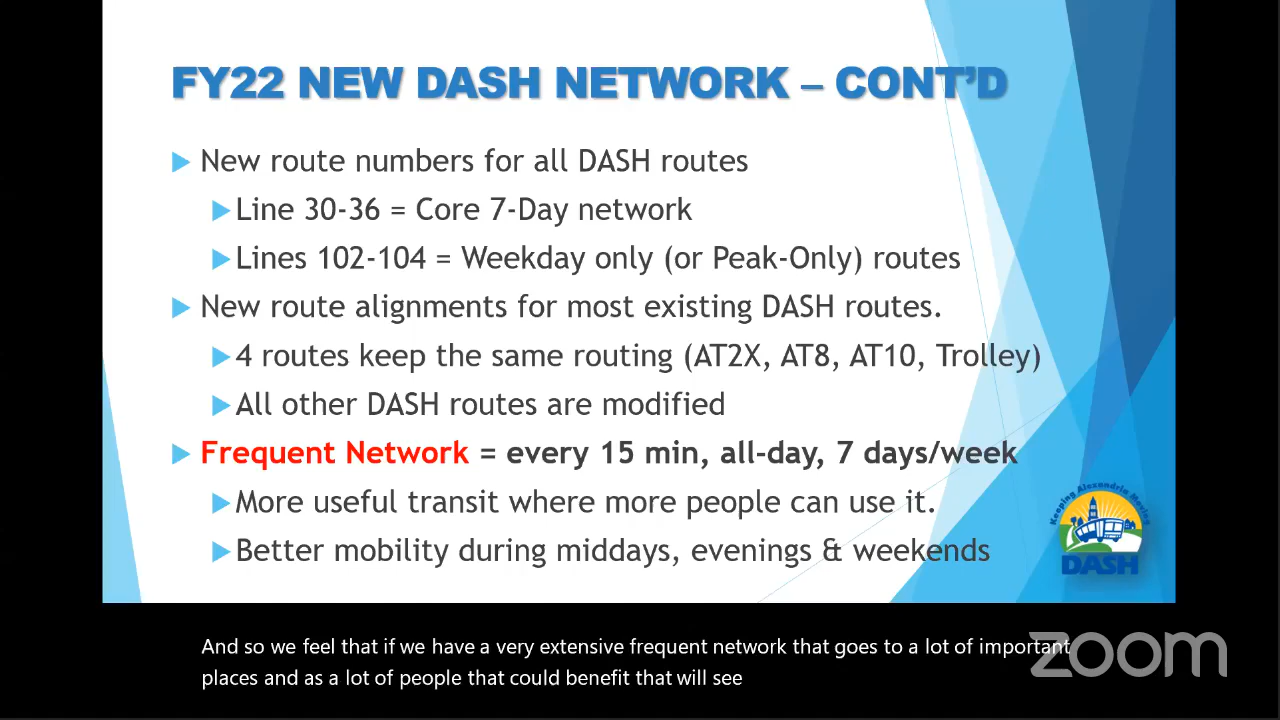 FY22 NEW DASH NETWORK – CONT’D
New route numbers for all DASH routes
Line 30-36 = Core 7-Day network
Lines 102-104 = Weekday only (or Peak-Only) routes
New route alignments for most existing DASH routes.
4 routes keep the same routing (AT2X, AT8, AT10, Trolley)
All other DASH routes are modified
Frequent Network = every 15 min, all-day, 7 days/week
More useful transit where more people can use it.
Better mobility during middays, evenings & weekends
Keeping Alexandria Moving
DASH
And so we feel that if we have a very extensive frequent network that goes to a lot of important
places and as a lot of people that could benefit that will see
zoom